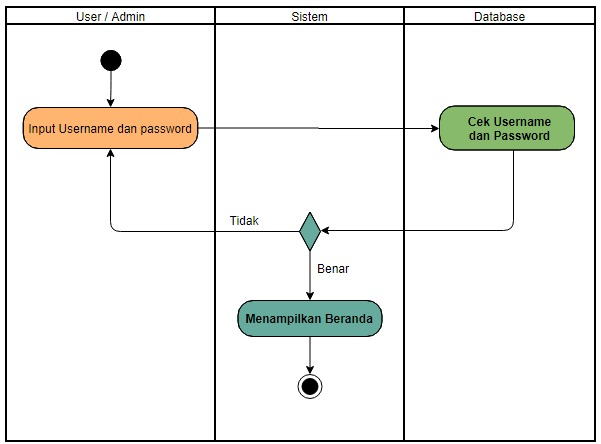 User / Admin
Sistem
Database
Input Username dan password
Cek Username
dan Password
Tidak
Benar
Menampilkan Beranda